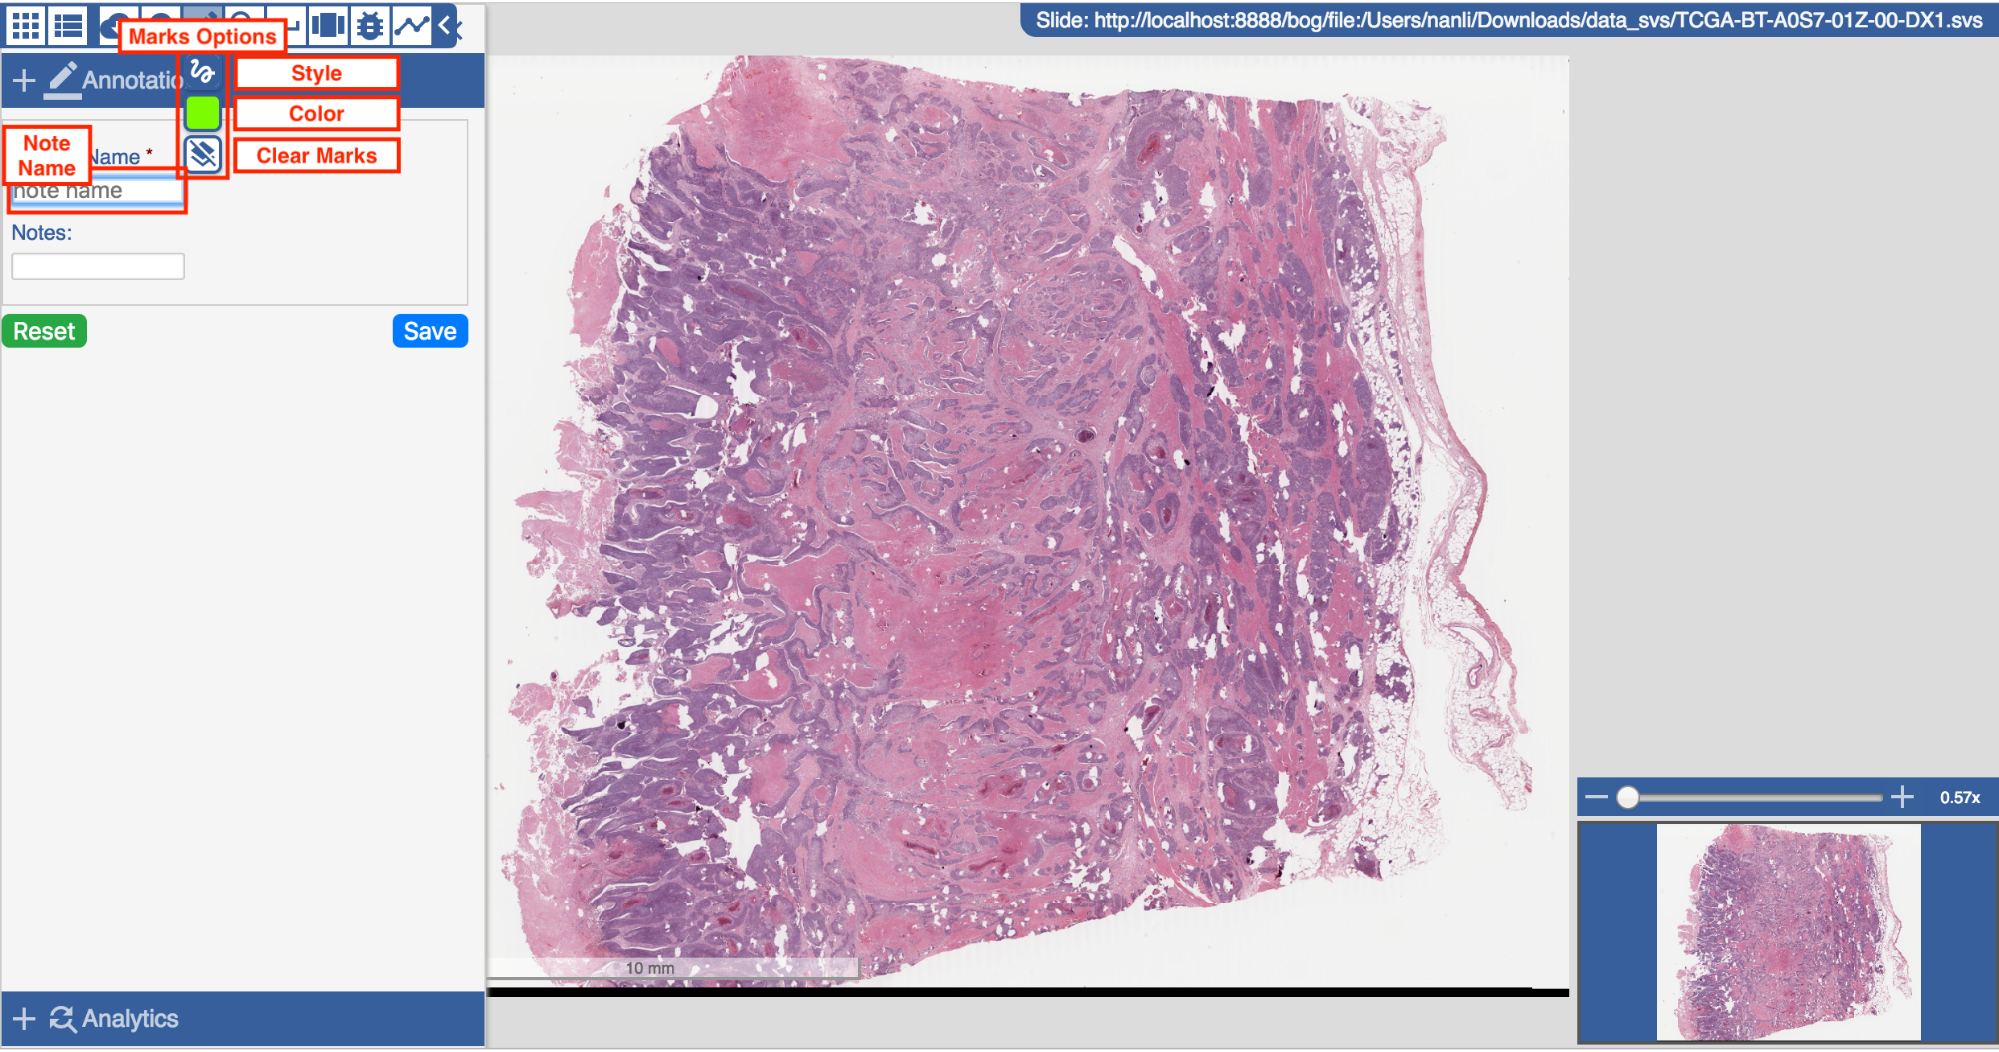 Slide: http://localhost:8888/bog/file:/Users/nanli/Downloads/data_svs/TCGA-BT-A0S7-01Z-00-DX1.svs
Marks Options
Annotatio
Style
Color
Clear Marks
Note
Name
Name *
note name
Notes:
Reset
Save
0.57x
10 mm
Analytics